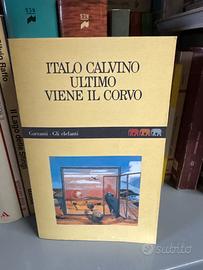 ITALO CALVINO
ULTIMO
VIENE IL CORVO
Garzanti - Gli elefanti
subito